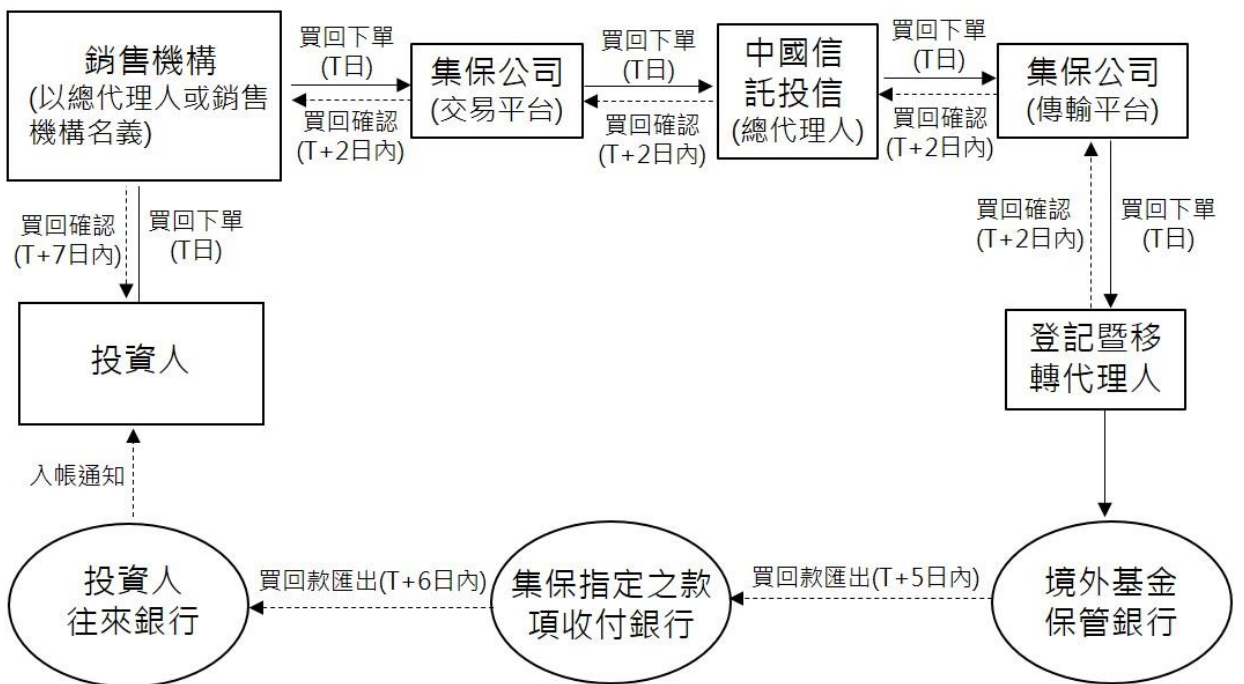 銷售機構
(以總代理人或銷售
機構名義)
買回下單
(T日)
買回確認
(T+2日內)
集保公司
(交易平台)
買回下單
(T日)
買回確認
(T+2日內)
中國信
託投信
(總代理人)
買回下單
(T日)
買回確認
(T+2日內)
集保公司
(傳輸平台)
買回確認
(T+7日內)
買回下單
(T日)
買回確認
(T+2日內)
買回下單
(T日)
投資人
登記暨移
轉代理人
入帳通知
投資人
往來銀行
買回款匯出(T+6日內)
集保指定之款
項收付銀行
買回款匯出(T+5日內)
境外基金
保管銀行